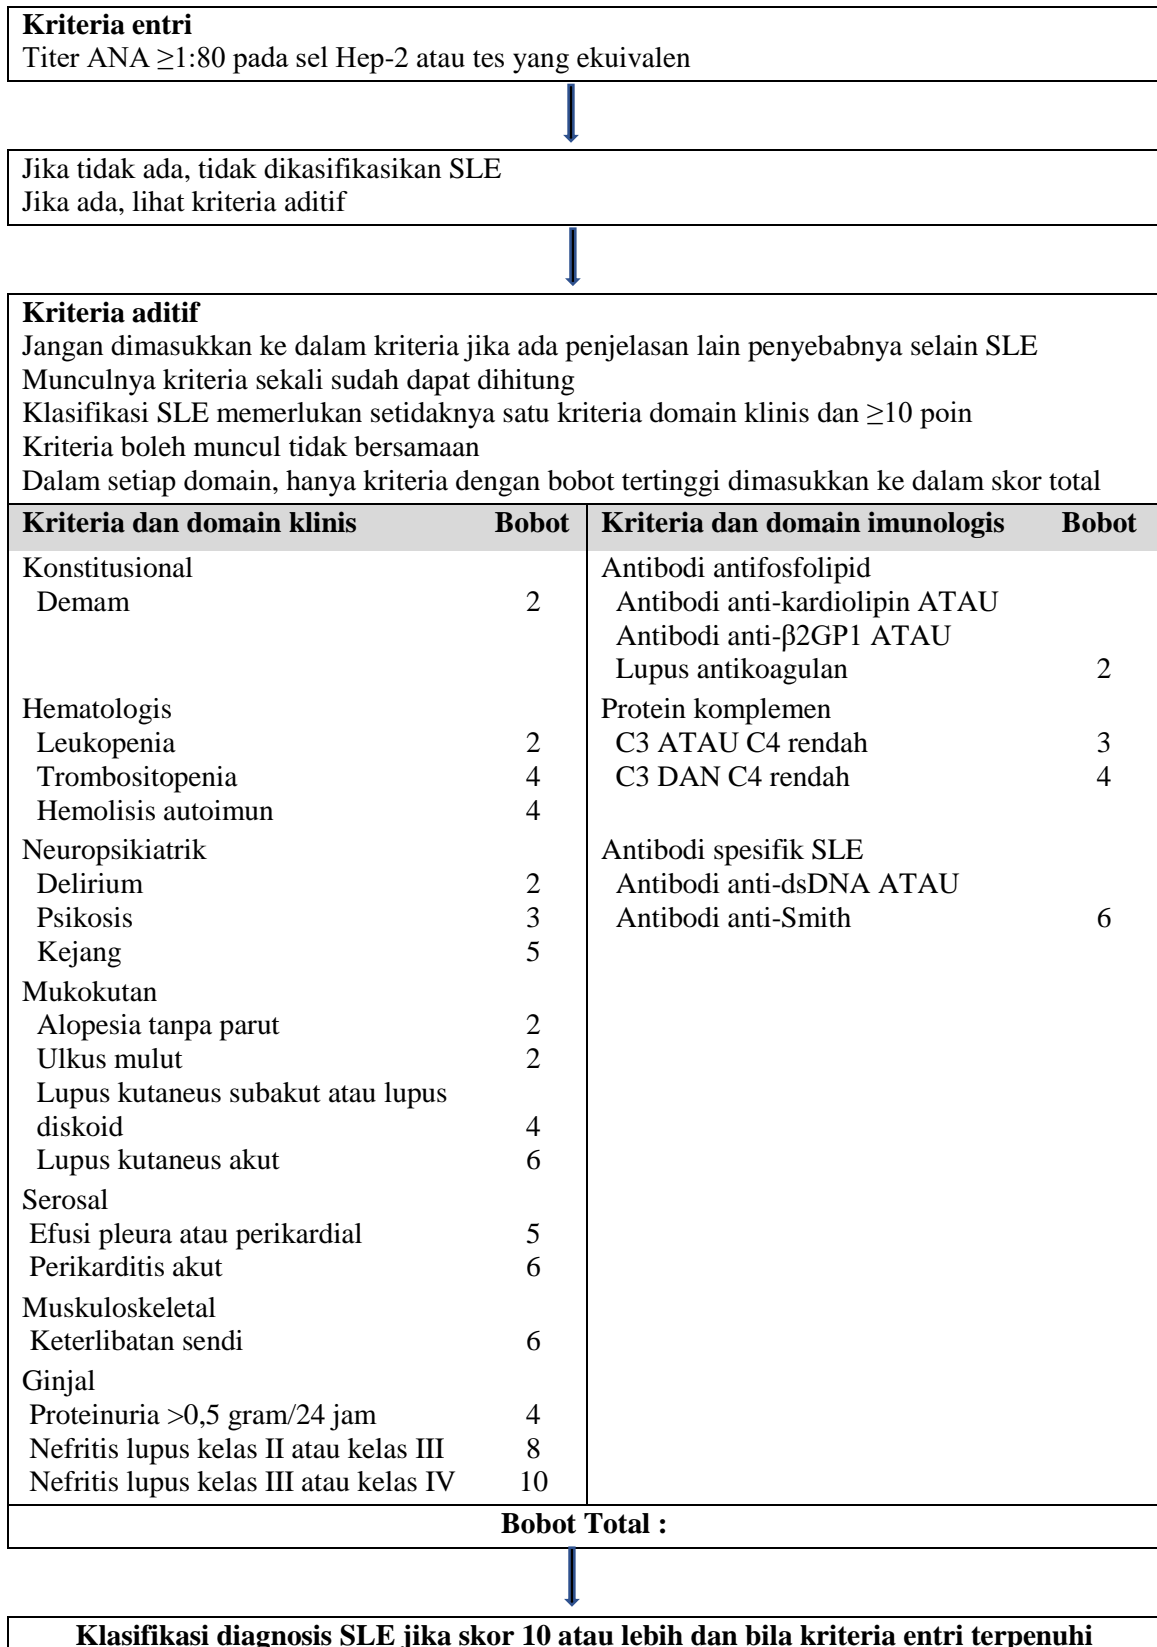 Kriteria entri
Titer ANA ≥1:80 pada sel Hep-2 atau tes yang ekuivalen
Jika tidak ada, tidak dikasifikasikan SLE
Jika ada, lihat kriteria aditif
Kriteria aditif
Jangan dimasukkan ke dalam kriteria jika ada penjelasan lain penyebabnya selain SLE
Munculnya kriteria sekali sudah dapat dihitung
Klasifikasi SLE memerlukan setidaknya satu kriteria domain klinis dan ≥10 poin
Kriteria boleh muncul tidak bersamaan
Dalam setiap domain, hanya kriteria dengan bobot tertinggi dimasukkan ke dalam skor total
Kriteria dan domain klinis Bobot Kriteria dan domain imunologis Bobot
Konstitusional Antibodi antifosfolipid
Demam 2 Antibodi anti-kardiolipin ATAU
Antibodi anti-β2GP1 ATAU
Lupus antikoagulan 2
Hematologis Protein komplemen
Leukopenia 2 C3 ATAU C4 rendah 3
Trombositopenia 4 C3 DAN C4 rendah 4
Hemolisis autoimun 4
Neuropsikiatrik Antibodi spesifik SLE
Delirium 2 Antibodi anti-dsDNA ATAU
Psikosis 3 Antibodi anti-Smith 6
Kejang 5
Mukokutan
Alopesia tanpa parut 2
Ulkus mulut 2
Lupus kutaneus subakut atau lupus
diskoid 4
Lupus kutaneus akut 6
Serosal
Efusi pleura atau perikardial 5
Perikarditis akut 6
Muskuloskeletal
Keterlibatan sendi 6
Ginjal
Proteinuria >0,5 gram/24 jam 4
Nefritis lupus kelas II atau kelas III 8
Nefritis lupus kelas III atau kelas IV 10
Bobot Total :
Klasifikasi diagnosis SLE jika skor 10 atau lebih dan bila kriteria entri terpenuhi